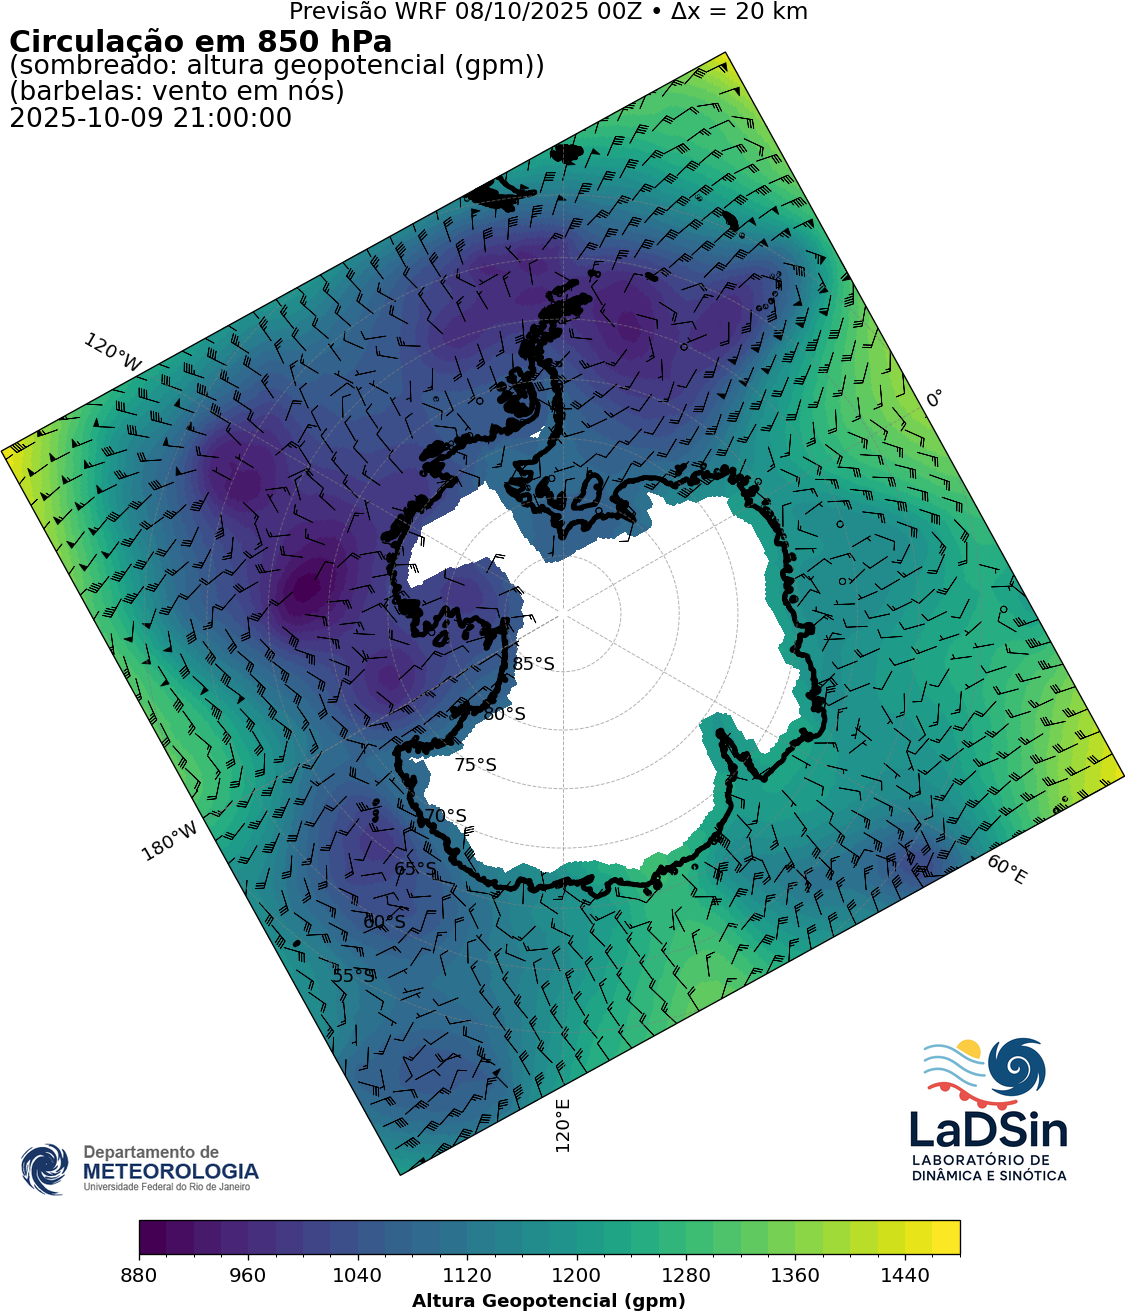 Previsão WRF 08/10/2025 00Z • Δx = 20 km
Circulação em 850 hPa
(sombreado: altura geopotencial (gpm))
(barbelas: vento em nós)
2025-10-09 21:00:00
120°W
0°
85°S
80°S
75°S
70°S
180°W
65°S
60°E
60°S
55°S
120°E
LaDSin
LABORATÓRIO DE
DINÂMICA E SINÓTICA
Departamento de
METEOROLOGIA
Universidade Federal do Rio de Janeiro
880 960 1040 1120 1200 1280 1360 1440
Altura Geopotencial (gpm)